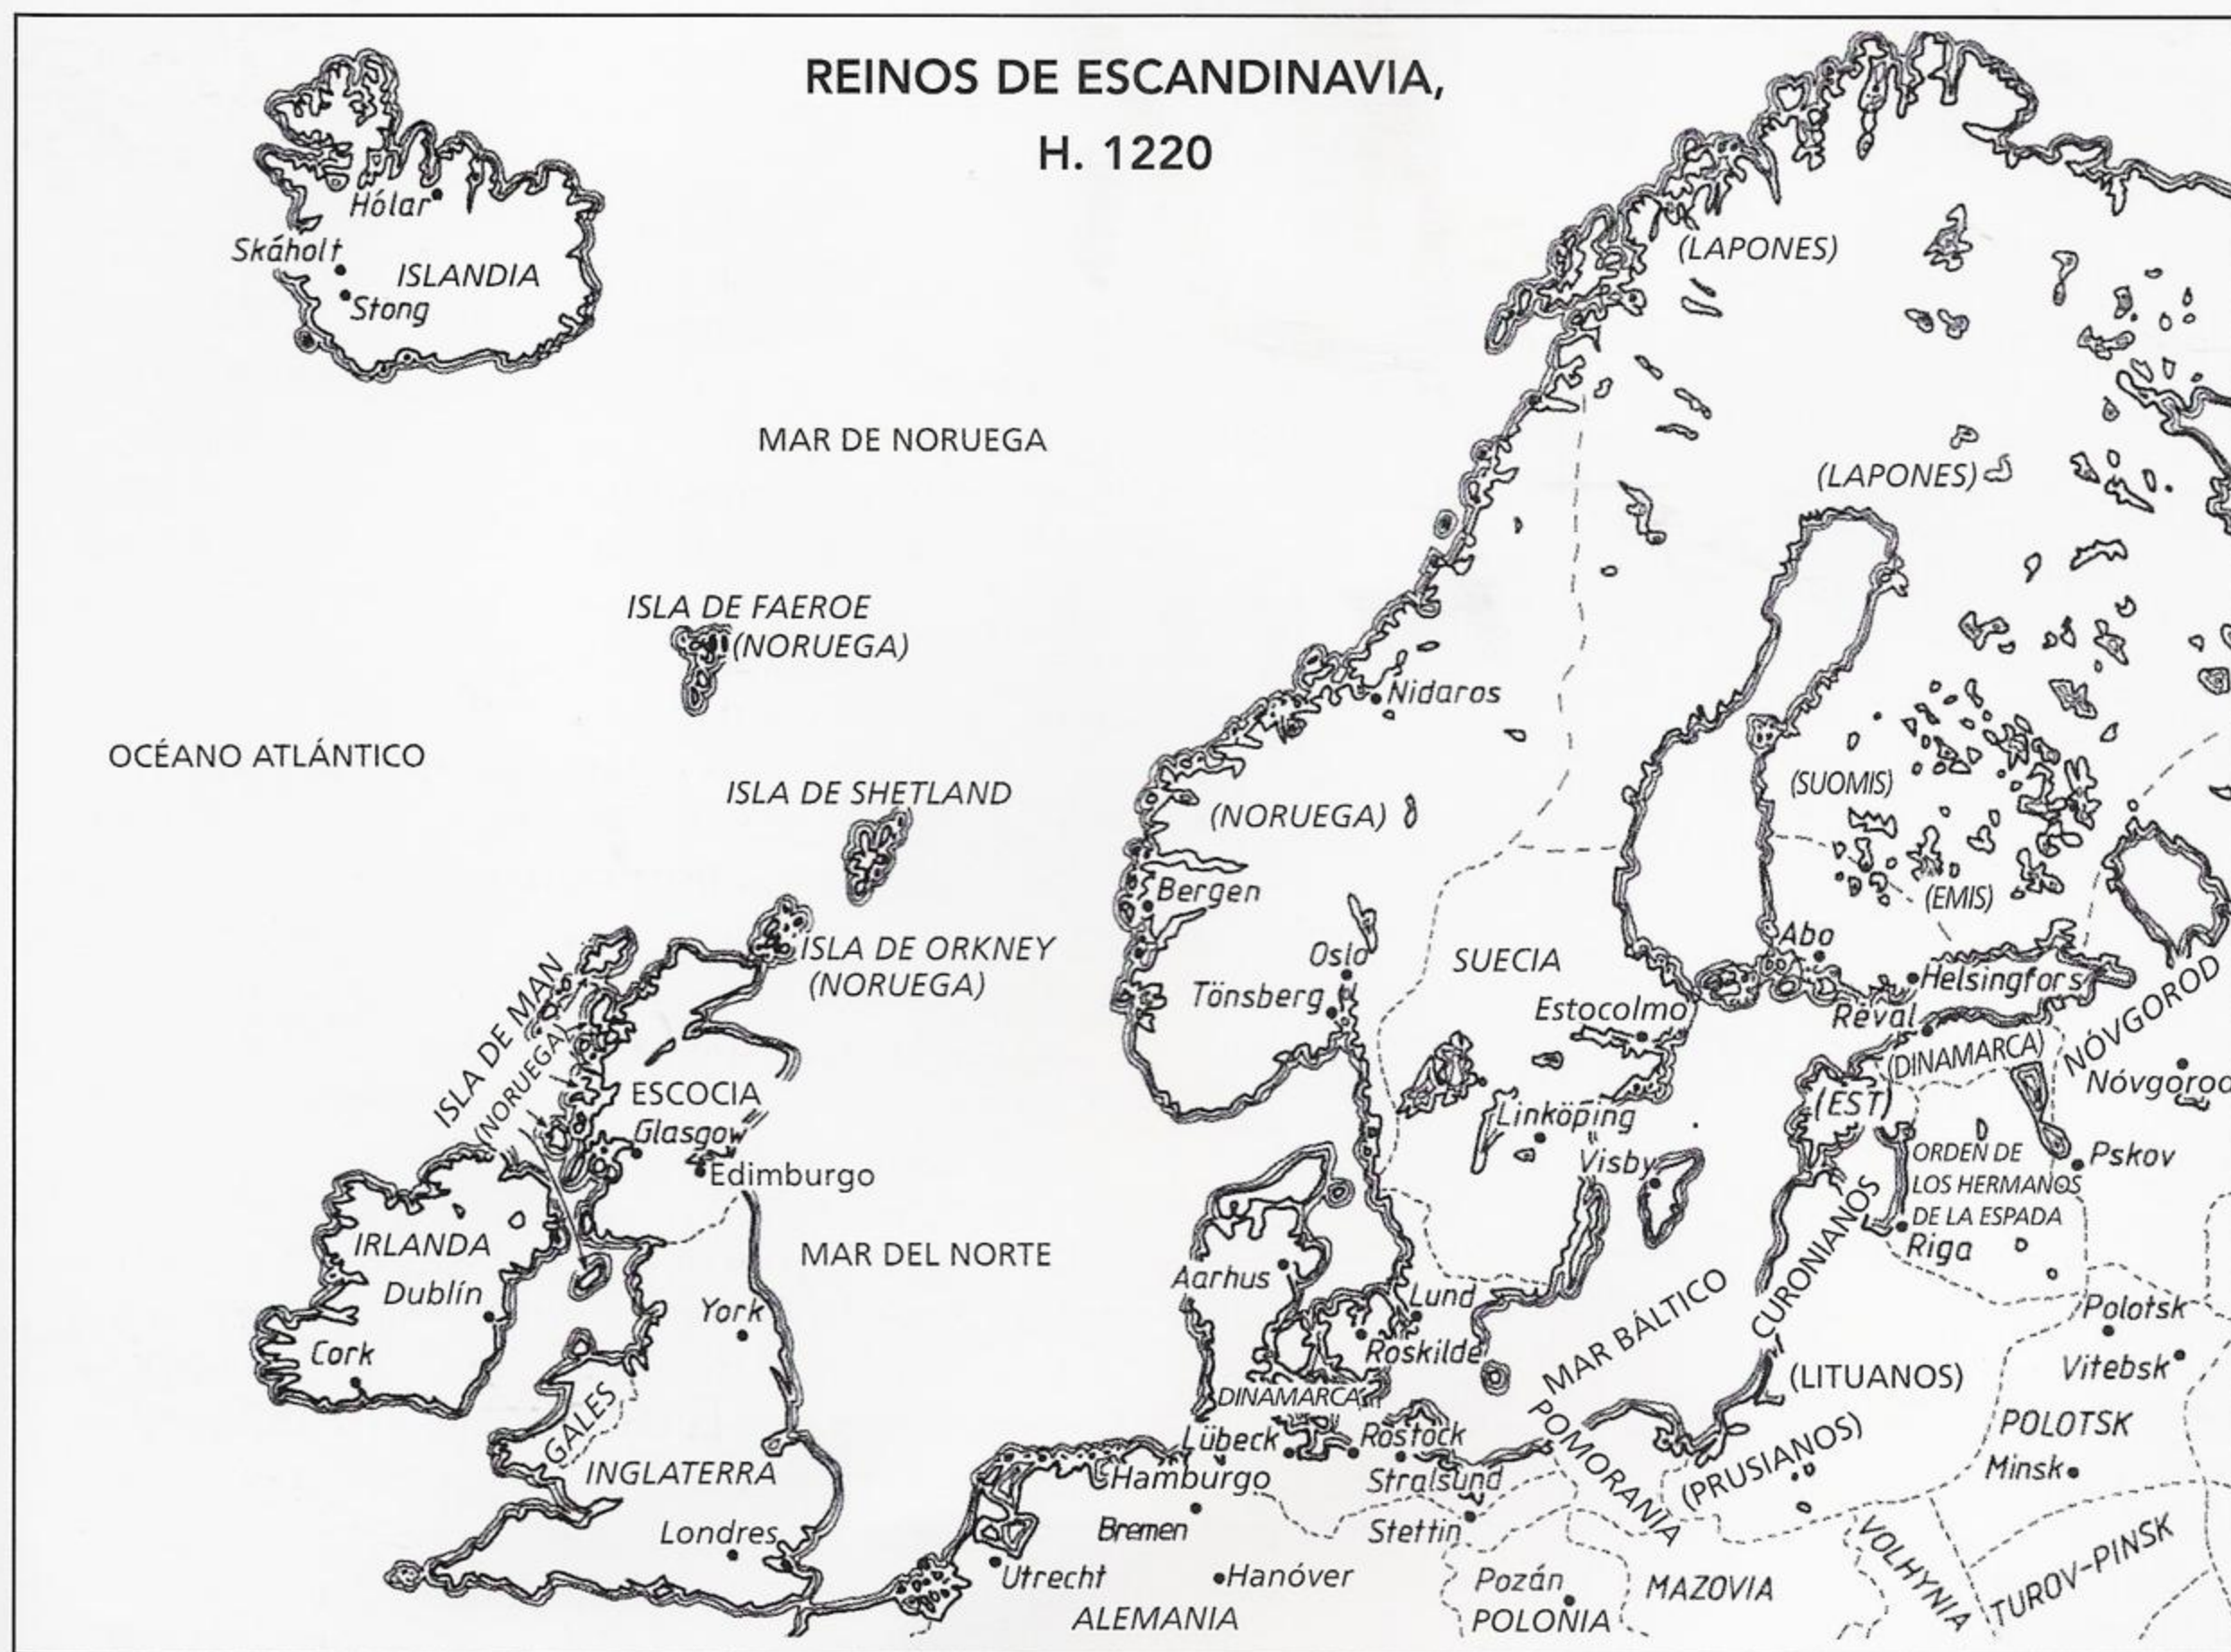 REINOS DE ESCANDINAVIA,
H. 1220
Hólar
Skáholt
ISLANDIA
Stong
(LAPONES)
MAR DE NORUEGA
(LAPONES)
ISLA DE FAEROE
(NORUEGA)
Nidaros
OCÉANO ATLÁNTICO
ISLA DE SHETLAND
(SUOMIS)
(NORUEGA)
Bergen
(EMIS)
ISLA DE ORKNEY
(NORUEGA)
Oslo
SUECIA
Abo
Helsingfors
Tönsberg
Estocolmo
Reval
NÓVGOROD
ISLA DE MAN
(NORUEGA)
(DINAMARCA)
Nóvgorod
ESCOCIA
Glasgow
Edimburgo
Linköping
(EST)
Visby
ORDEN DE
LOS HERMANOS
DE LA ESPADA
Pskov
IRLANDA
MAR DEL NORTE
Riga
CURONIANOS
Dublín
Aarhus
York
Lund
MAR BÁLTICO
Polotsk
Cork
Roskilde
Vitebsk
DINAMARCA
(LITUANOS)
GALES
Lübeck
Rostock
POMORANIA
POLOTSK
INGLATERRA
Hamburgo
Stralsund
(PRUSIANOS)
Minsk
Londres
Bremen
Stettin
VOLHYNIA
TUROV-PINSK
Utrecht
Hanóver
Pozán
MAZOVIA
ALEMANIA
POLONIA